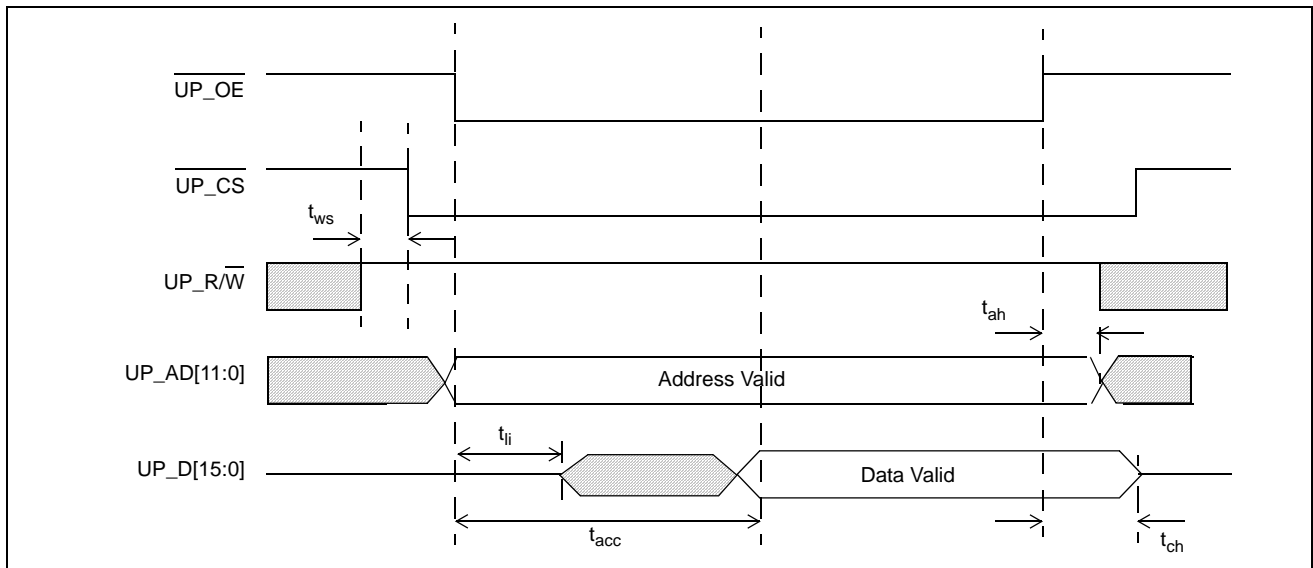 UP_OE
UP_CS
t_ws
UP_R/W
t_ah
UP_AD[11:0]
Address Valid
t_li
UP_D[15:0]
Data Valid
t_acc
t_ch